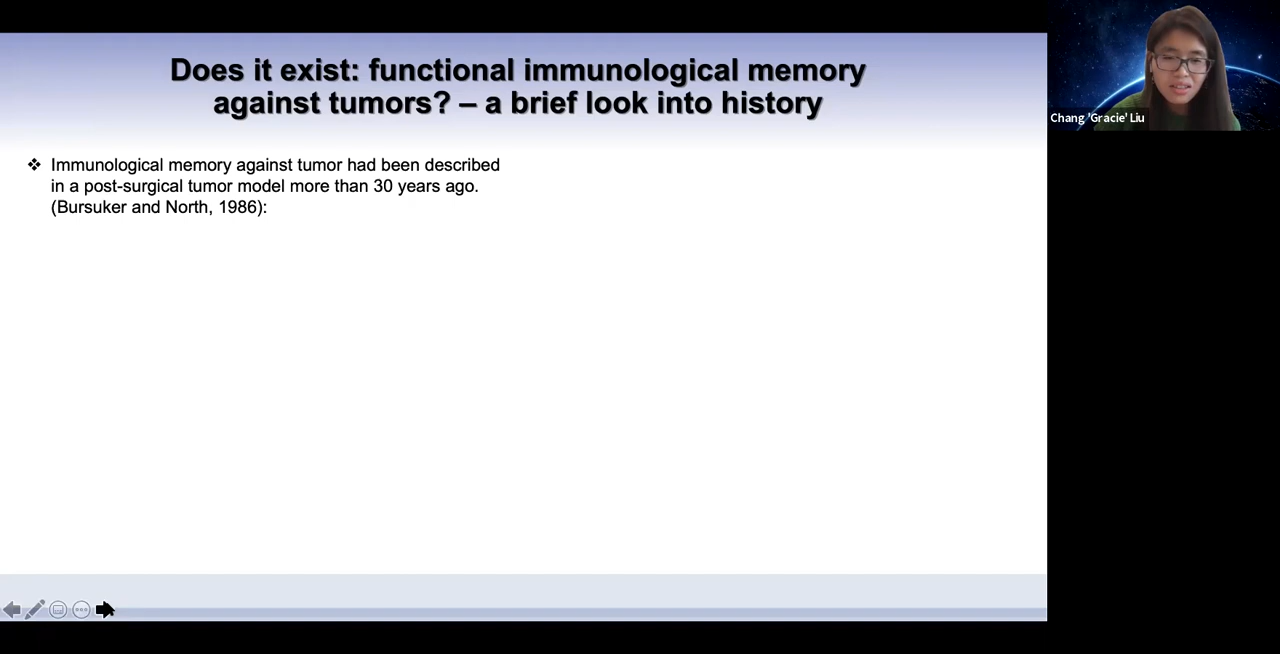 Does it exist: functional immunological memory
against tumors? – a brief look into history
Chang 'Gracie' Liu
❖ Immunological memory against tumor had been described
in a post-surgical tumor model more than 30 years ago.
(Bursuker and North, 1986):